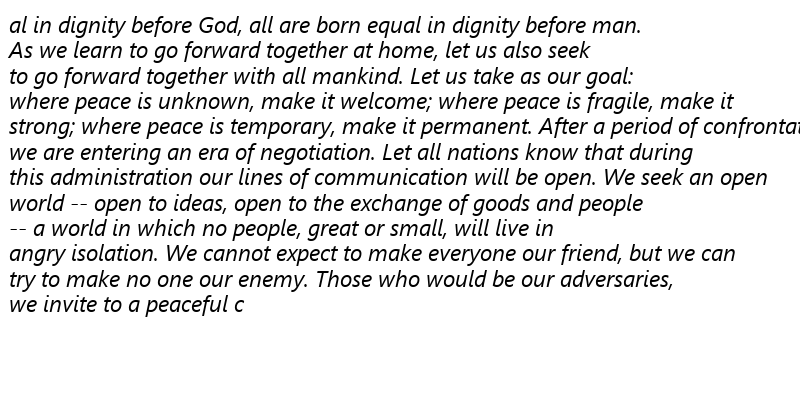 al in dignity before God, all are born equal in dignity before man.
As we learn to go forward together at home, let us also seek
to go forward together with all mankind. Let us take as our goal:
where peace is unknown, make it welcome; where peace is fragile, make it
strong; where peace is temporary, make it permanent. After a period of confrontat
we are entering an era of negotiation. Let all nations know that during
this administration our lines of communication will be open. We seek an open
world -- open to ideas, open to the exchange of goods and people
-- a world in which no people, great or small, will live in
angry isolation. We cannot expect to make everyone our friend, but we can
try to make no one our enemy. Those who would be our adversaries,
we invite to a peaceful c